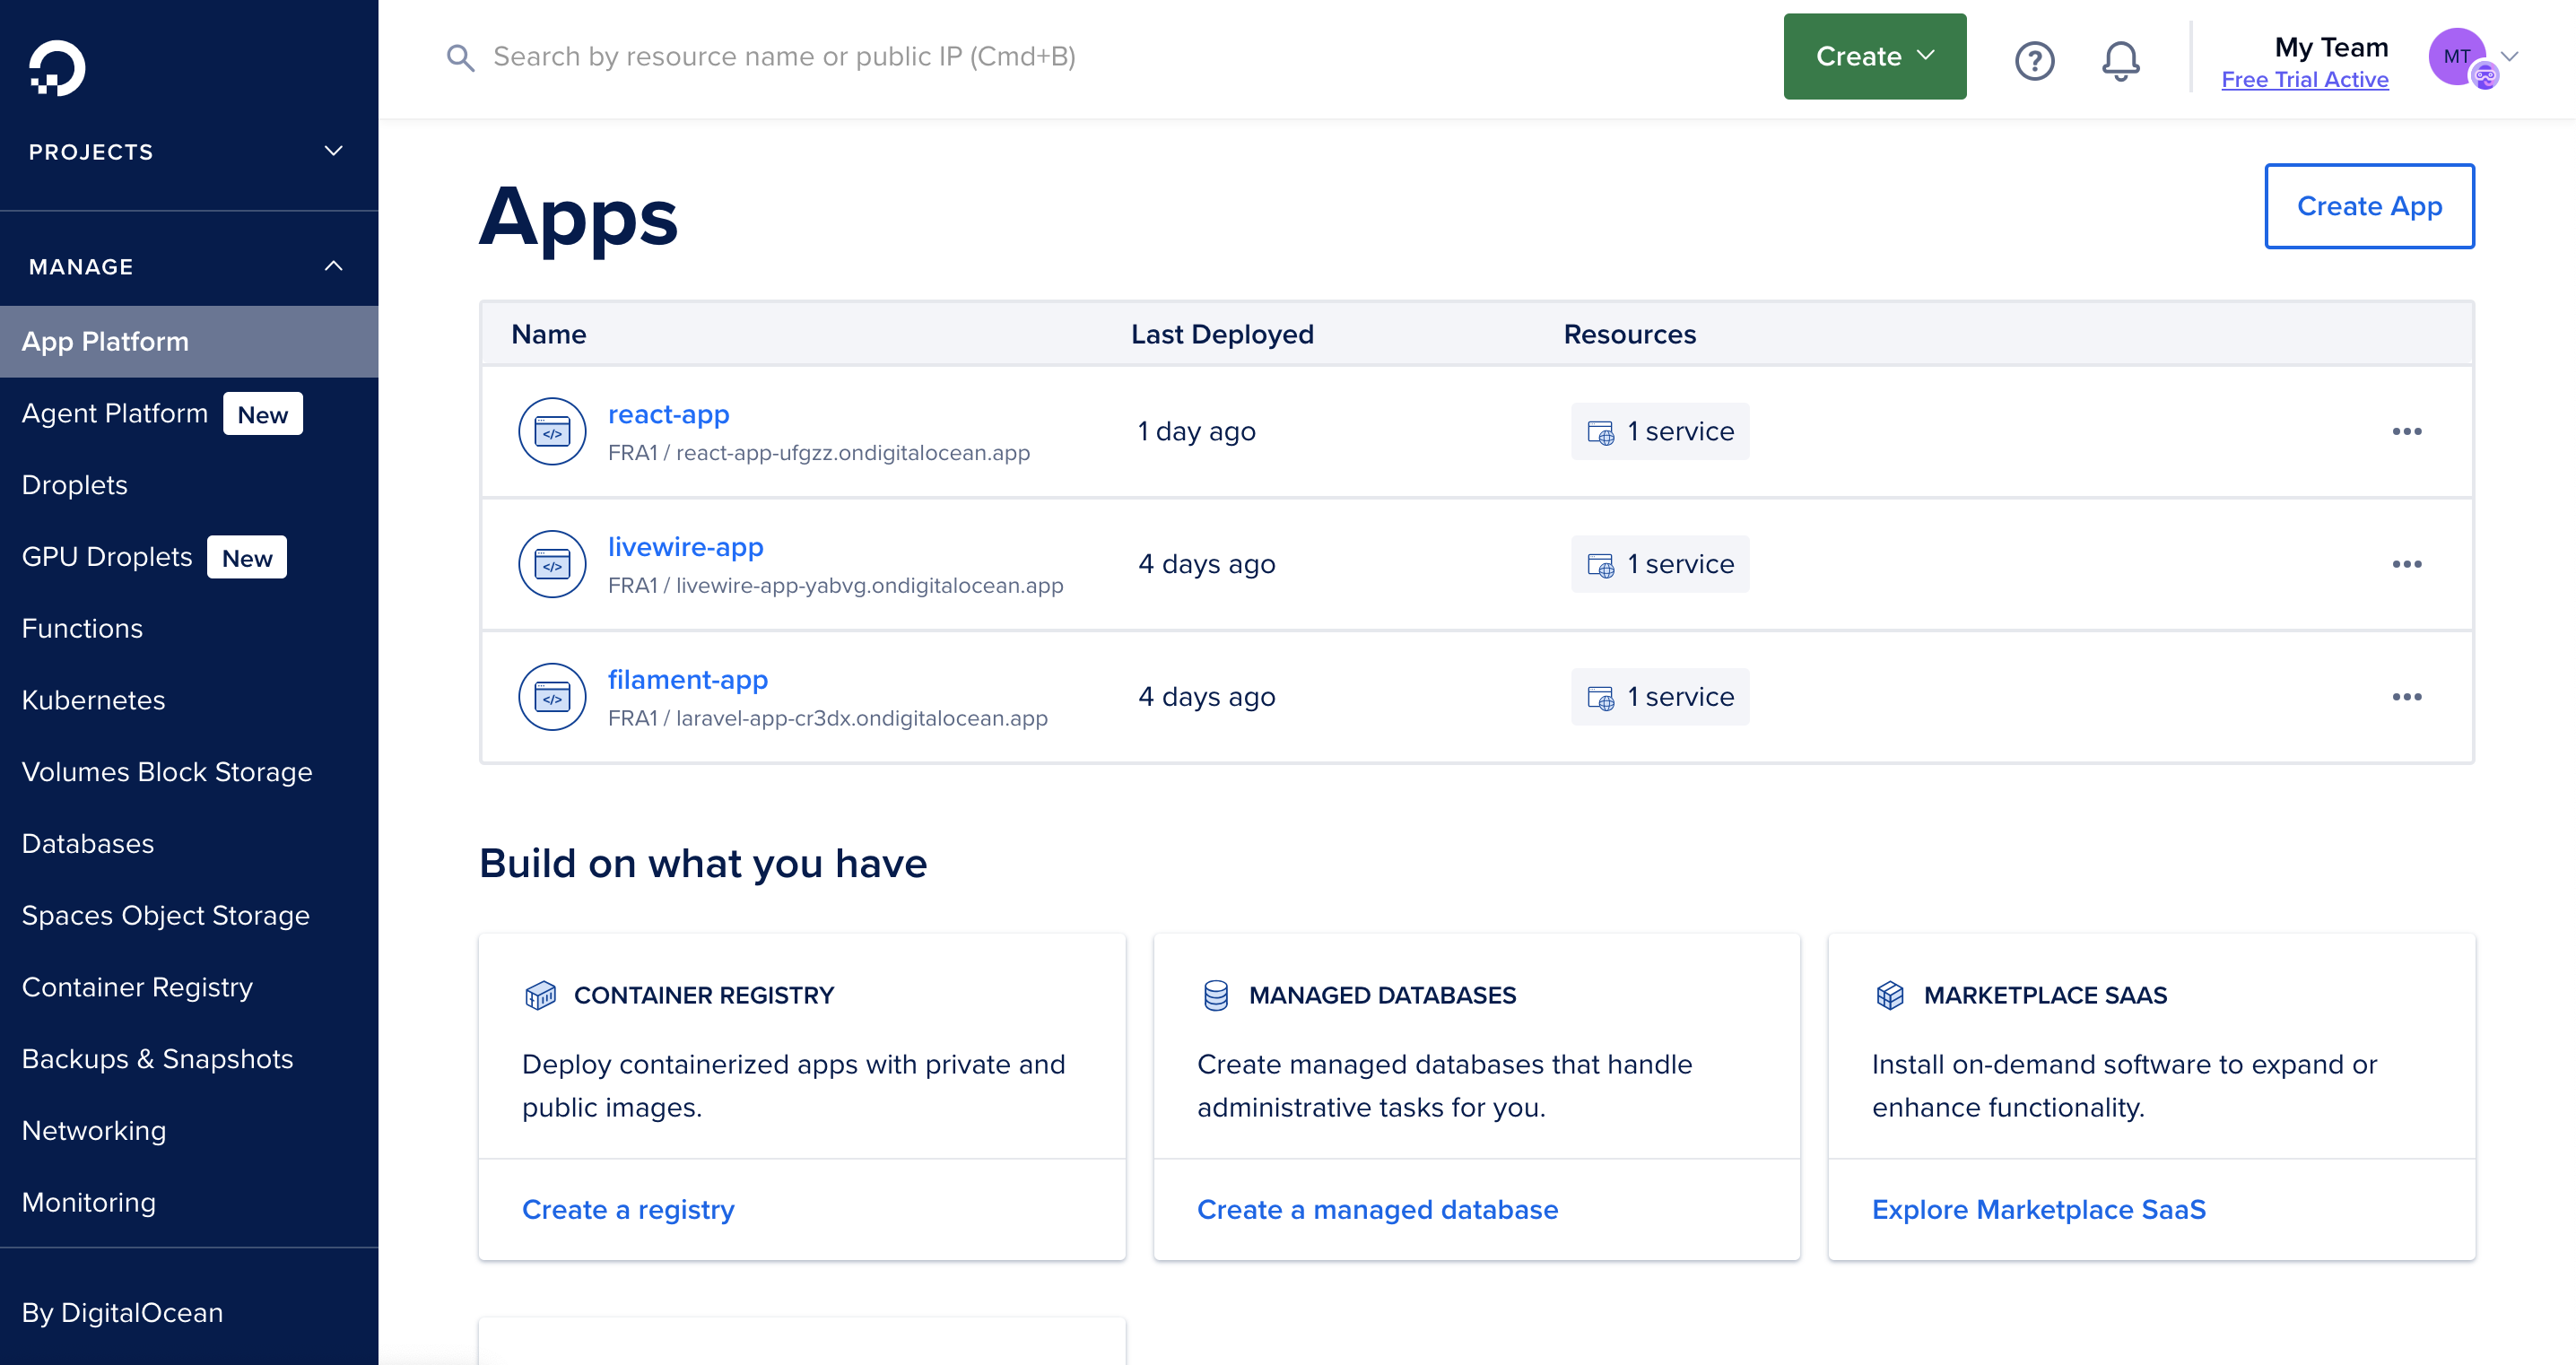 Search by resource name or public IP (Cmd+B)
Create
My Team
Free Trial Active
MT
PROJECTS
MANAGE
App Platform
Agent Platform New
Droplets
GPU Droplets New
Functions
Kubernetes
Volumes Block Storage
Databases
Spaces Object Storage
Container Registry
Backups & Snapshots
Networking
Monitoring
By DigitalOcean
Apps
Create App
Name Last Deployed Resources
react-app
FRA1 / react-app-ufgzz.ondigitalocean.app
1 day ago
1 service
livewire-app
FRA1 / livewire-app-yabvg.ondigitalocean.app
4 days ago
1 service
filament-app
FRA1 / laravel-app-cr3dx.ondigitalocean.app
4 days ago
1 service
Build on what you have
CONTAINER REGISTRY
Deploy containerized apps with private and
public images.
Create a registry
MANAGED DATABASES
Create managed databases that handle
administrative tasks for you.
Create a managed database
MARKETPLACE SAAS
Install on-demand software to expand or
enhance functionality.
Explore Marketplace SaaS